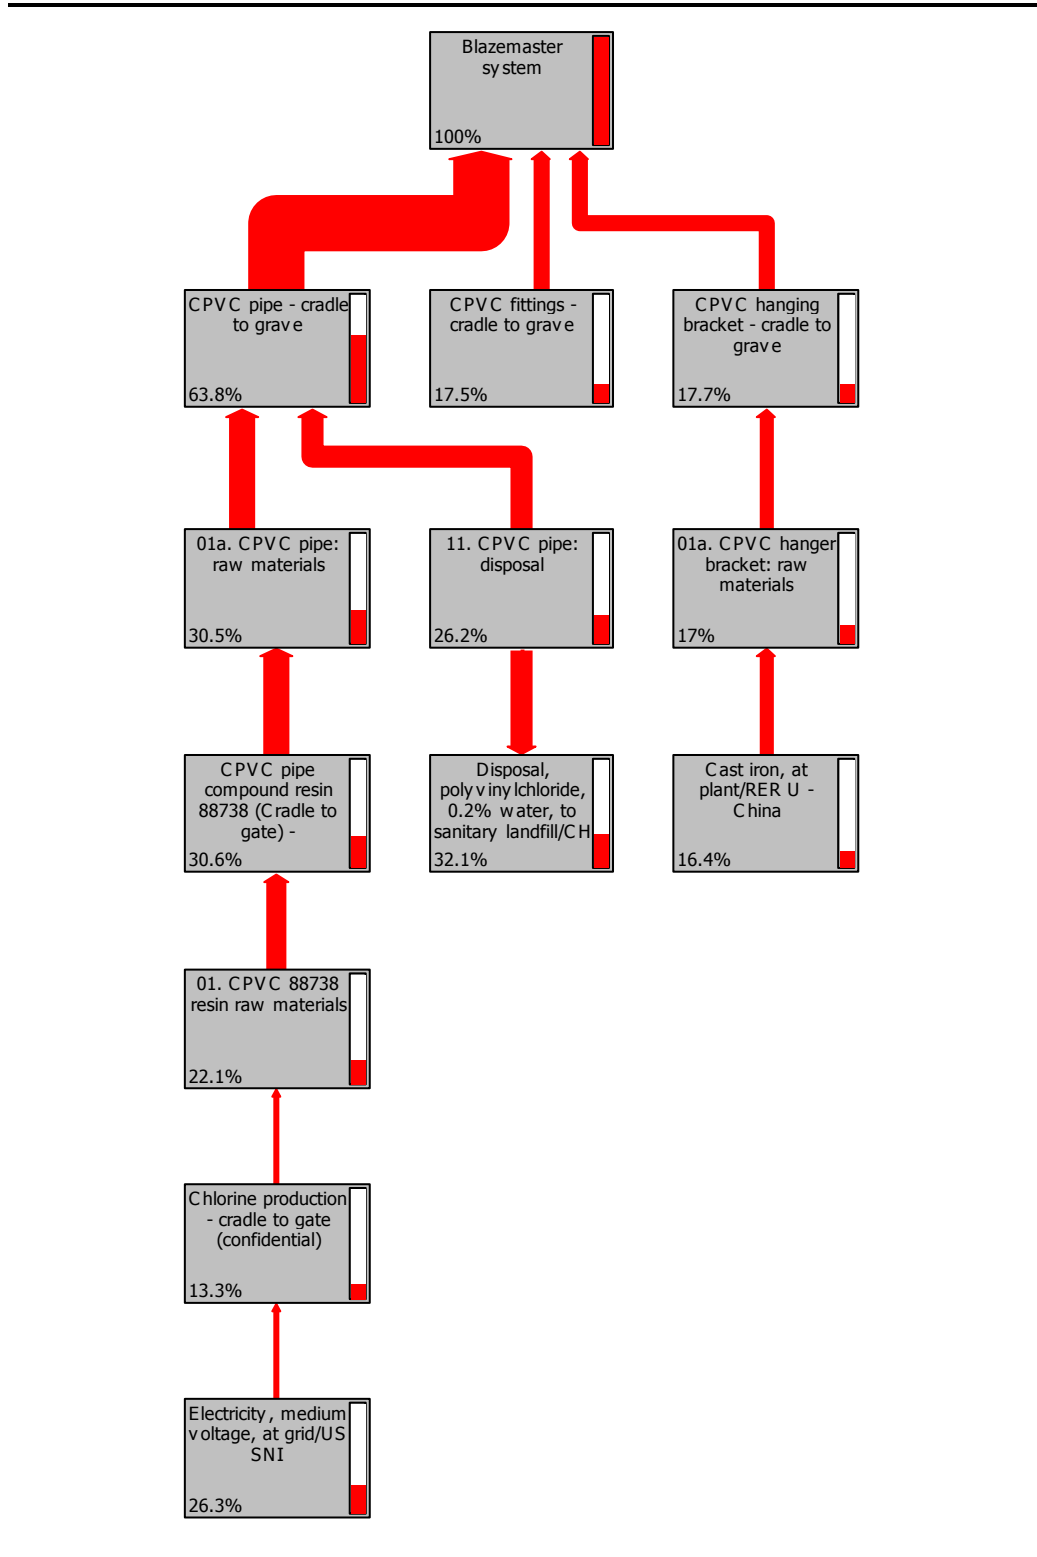 Blazemaster
system
100%
CPVC pipe - cradle
to grave
63.8%
CPVC fittings -
cradle to grave
17.5%
CPVC hanging
bracket - cradle to
grave
17.7%
01a. CPVC pipe:
raw materials
30.5%
11. CPVC pipe:
disposal
26.2%
01a. CPVC hanger
bracket: raw
materials
17%
CPVC pipe
compound resin
88738 (Cradle to
gate) -
30.6%
Disposal,
polyvinylchloride,
0.2% water, to
sanitary landfill/CH
32.1%
Cast iron, at
plant/RER U -
China
16.4%
01. CPVC 88738
resin raw materials
22.1%
Chlorine production
- cradle to gate
(confidential)
13.3%
Electricity, medium
voltage, at grid/US
SNI
26.3%